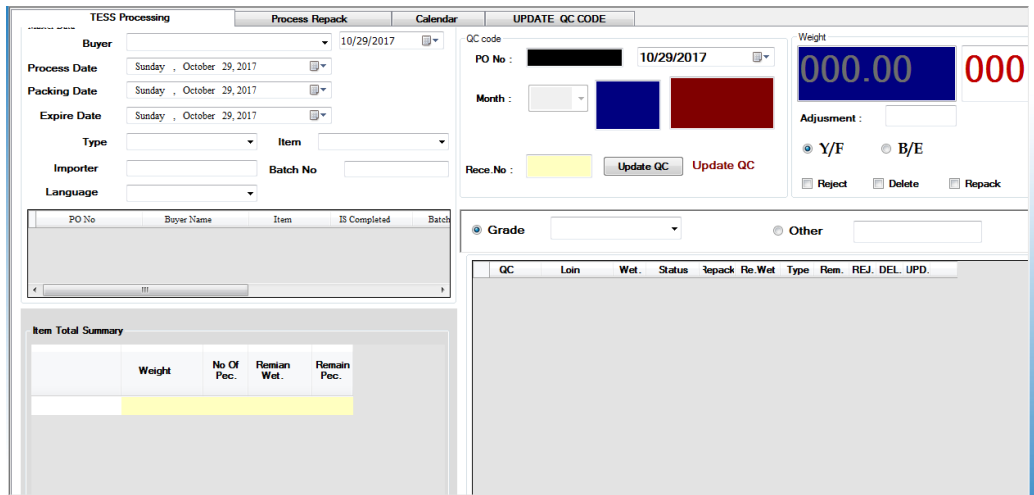 TESS Processing Process Repack Calendar UPDATE QC CODE
Master Data
Buyer 10/29/2017
Process Date Sunday , October 29, 2017
Packing Date Sunday , October 29, 2017
Expire Date Sunday , October 29, 2017
Type Item
Importer Batch No
Language
PO No Buyer Name Item IS Completed Batch
Item Total Summary
Weight No Of Pec. Remian Wet. Remain Pec.
QC code
PO No : 10/29/2017
Month :
Rece.No : Update QC Update QC
Weight
000.00 000
Adjusment :
Y/F B/E
Reject Delete Repack
Grade Other
QC Loin Wet. Status Repack Re.Wet Type Rem. REJ. DEL. UPD.